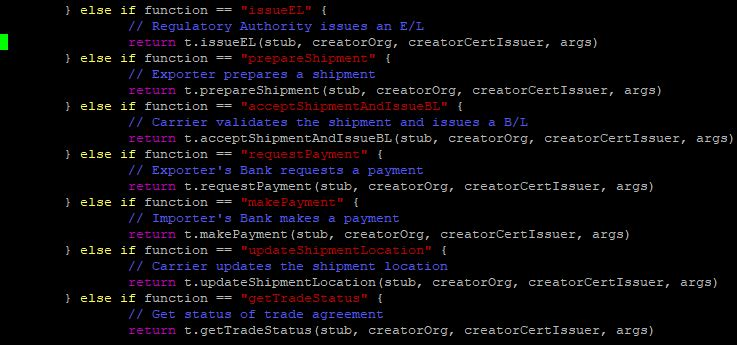 } else if function == "issueEL" {
// Regulatory Authority issues an E/L
return t.issueEL(stub, creatorOrg, creatorCertIssuer, args)
} else if function == "prepareShipment" {
// Exporter prepares a shipment
return t.prepareShipment(stub, creatorOrg, creatorCertIssuer, args)
} else if function == "acceptShipmentAndIssueBL" {
// Carrier validates the shipment and issues a B/L
return t.acceptShipmentAndIssueBL(stub, creatorOrg, creatorCertIssuer, args)
} else if function == "requestPayment" {
// Exporter's Bank requests a payment
return t.requestPayment(stub, creatorOrg, creatorCertIssuer, args)
} else if function == "makePayment" {
// Importer's Bank makes a payment
return t.makePayment(stub, creatorOrg, creatorCertIssuer, args)
} else if function == "updateShipmentLocation" {
// Carrier updates the shipment location
return t.updateShipmentLocation(stub, creatorOrg, creatorCertIssuer, args)
} else if function == "getTradeStatus" {
// Get status of trade agreement
return t.getTradeStatus(stub, creatorOrg, creatorCertIssuer, args)